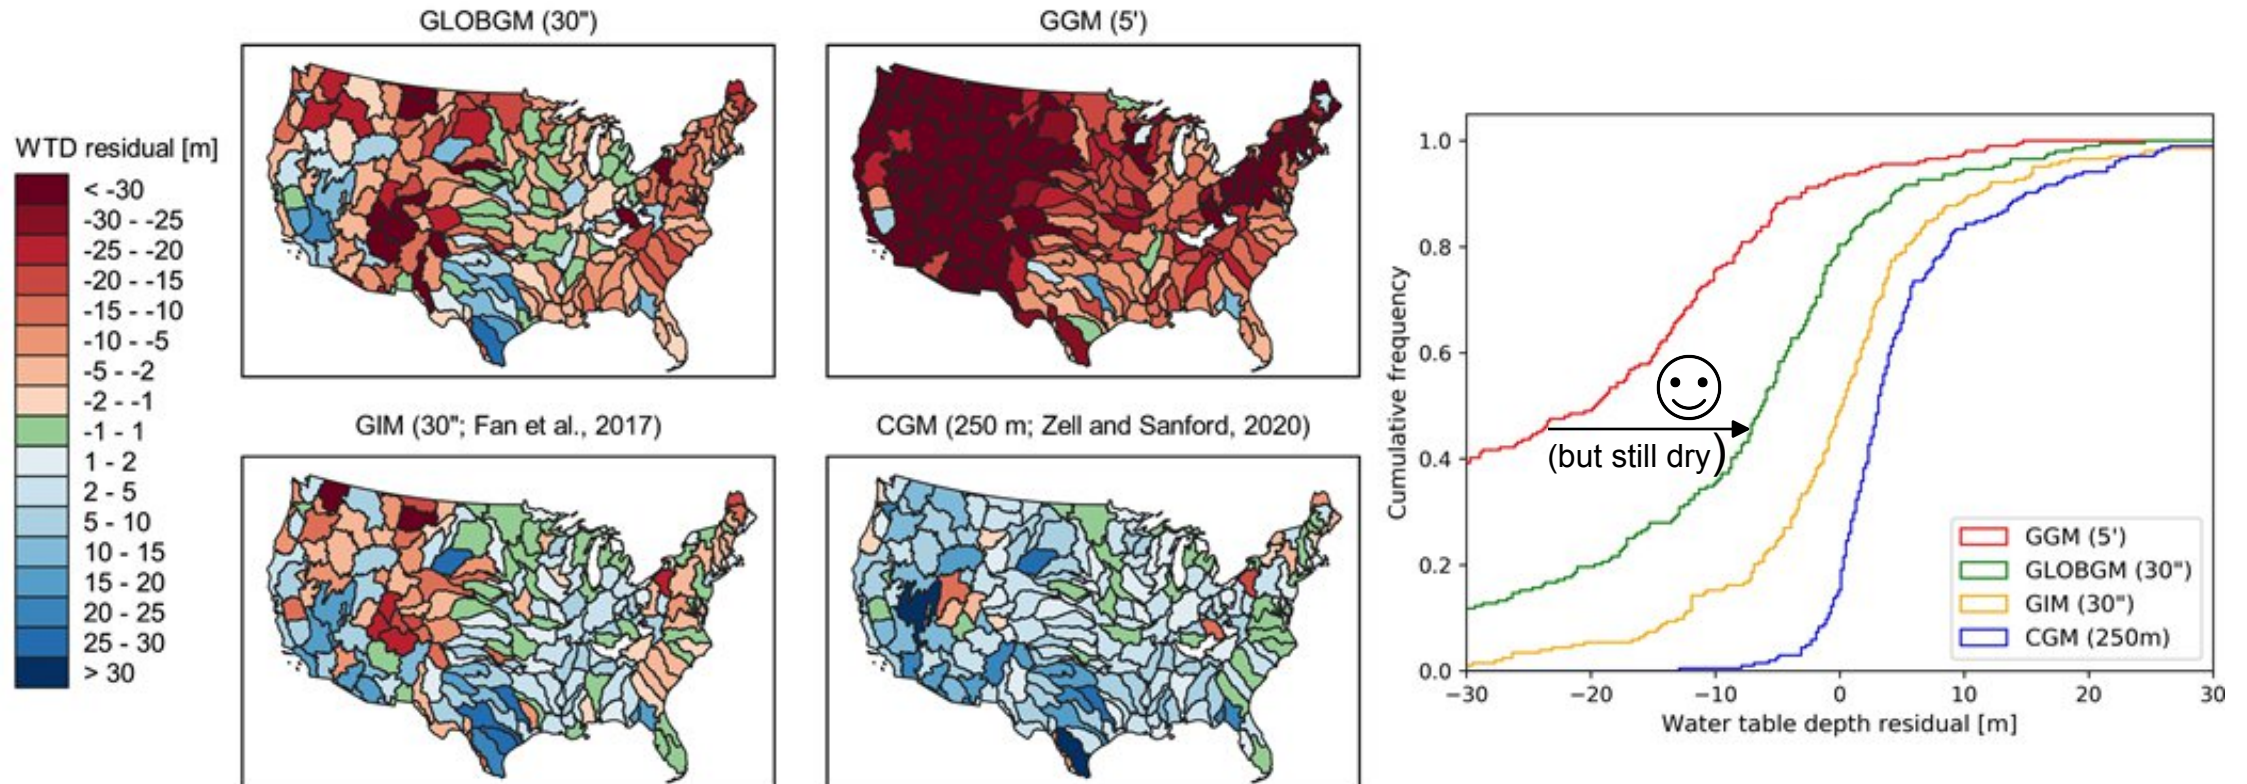 GLOBGM (30")
GGM (5')
WTD residual [m]
< -30
-30 - -25
-25 - -20
-20 - -15
-15 - -10
-10 - -5
-5 - -2
-2 - -1
-1 - 1
1 - 2
2 - 5
5 - 10
10 - 15
15 - 20
20 - 25
25 - 30
> 30
GIM (30"; Fan et al., 2017)
CGM (250 m; Zell and Sanford, 2020)
Cumulative frequency
1.0
0.8
0.6
0.4
0.2
0.0
(but still dry)
GGM (5')
GLOBGM (30")
GIM (30")
CGM (250m)
−30
−20
−10
0
10
20
30
Water table depth residual [m]